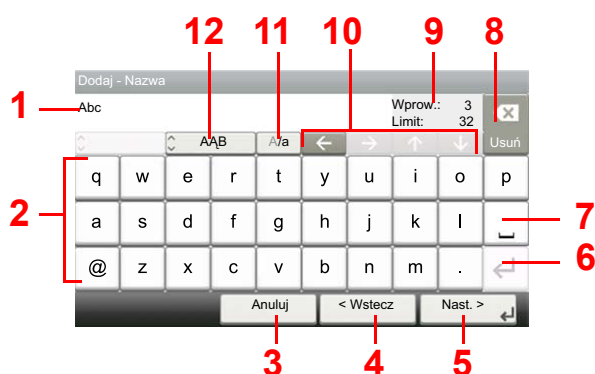 12 11 10 9 8
Dodaj - Nazwa
1 Abc Wprow.: 3
Limit: 32
AĄB A/a ← → ↑ ↓ Usuń
q w e r t y u i o p
2 a s d f g h j k l 7
@ z x c v b n m . 6
Anuluj < Wstecz Nast. >
3 4 5